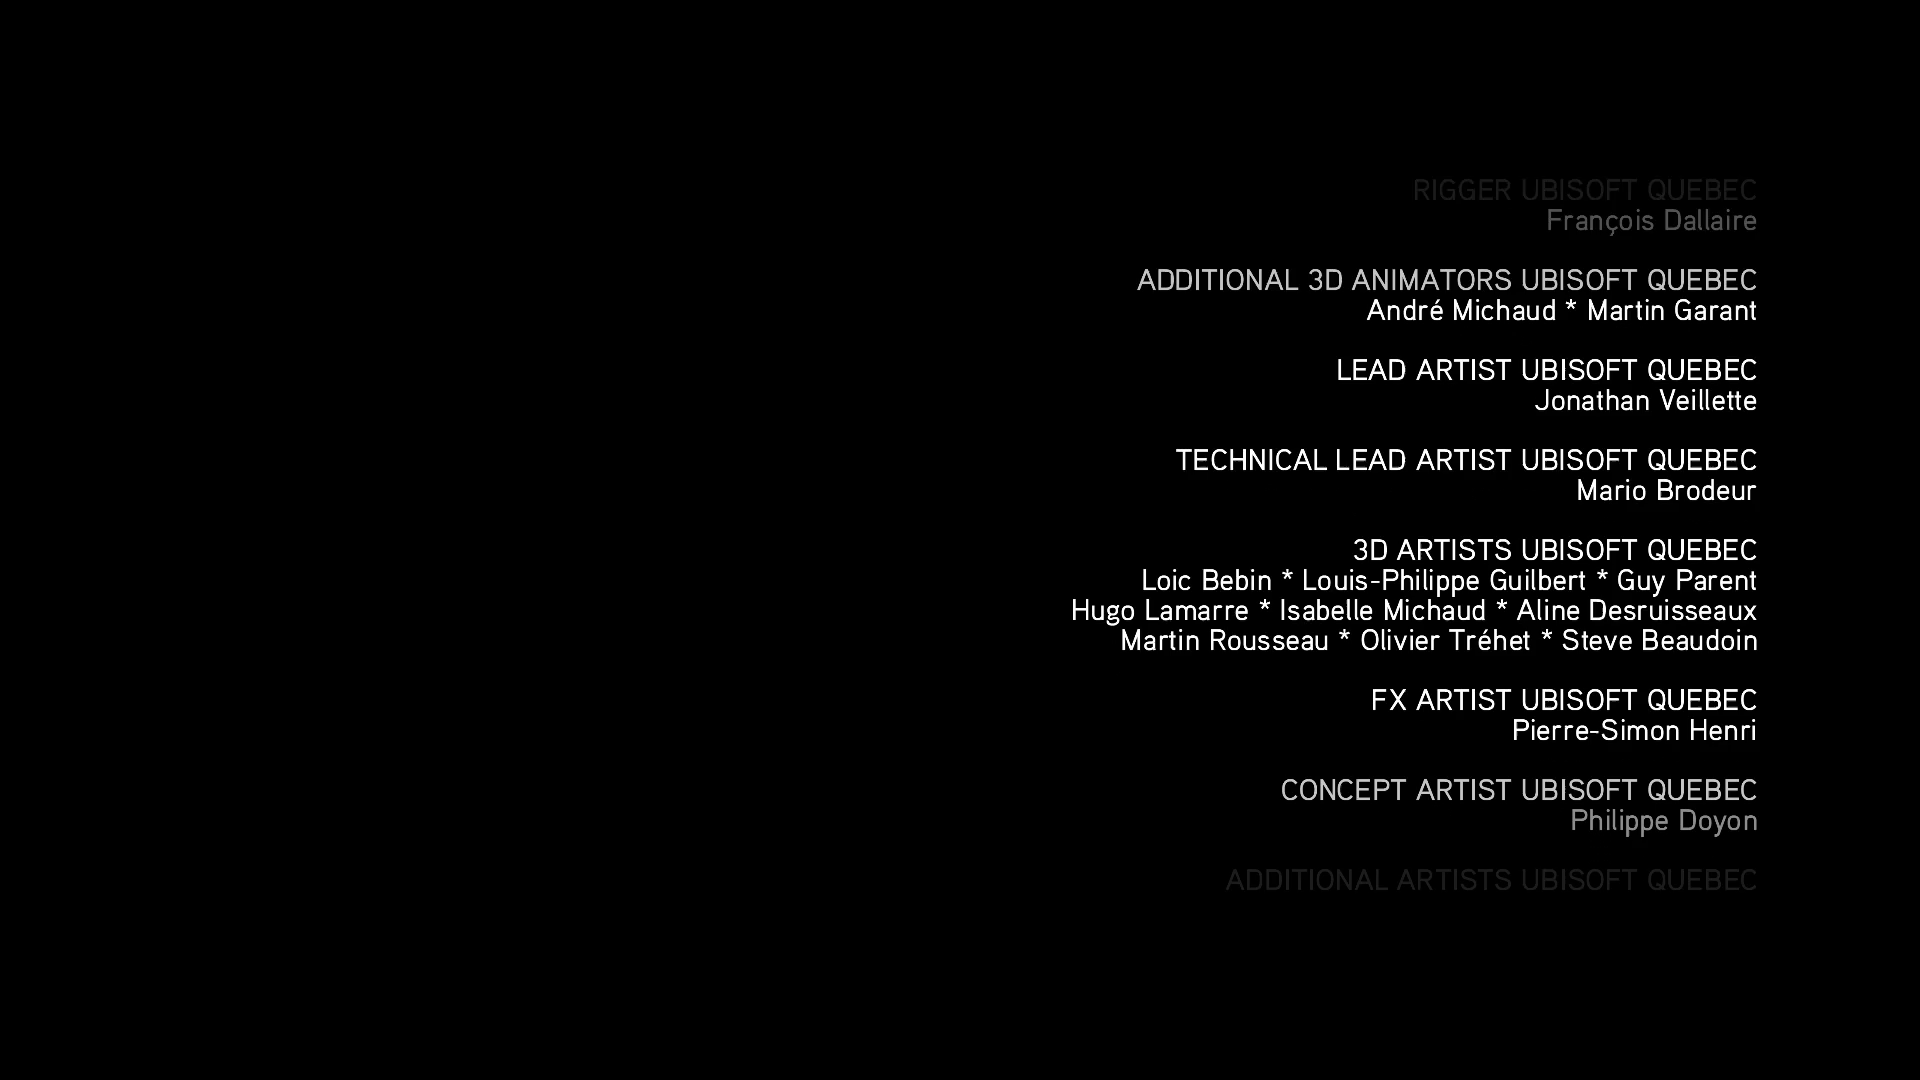 RIGGER UBISOFT QUEBEC
François Dallaire
ADDITIONAL 3D ANIMATORS UBISOFT QUEBEC
André Michaud * Martin Garant
LEAD ARTIST UBISOFT QUEBEC
Jonathan Veillette
TECHNICAL LEAD ARTIST UBISOFT QUEBEC
Mario Brodeur
3D ARTISTS UBISOFT QUEBEC
Loic Bebin * Louis-Philippe Guilbert * Guy Parent
Hugo Lamarre * Isabelle Michaud * Aline Desruisseaux
Martin Rousseau * Olivier Tréhet * Steve Beaudoin
FX ARTIST UBISOFT QUEBEC
Pierre-Simon Henri
CONCEPT ARTIST UBISOFT QUEBEC
Philippe Doyon
ADDITIONAL ARTISTS UBISOFT QUEBEC